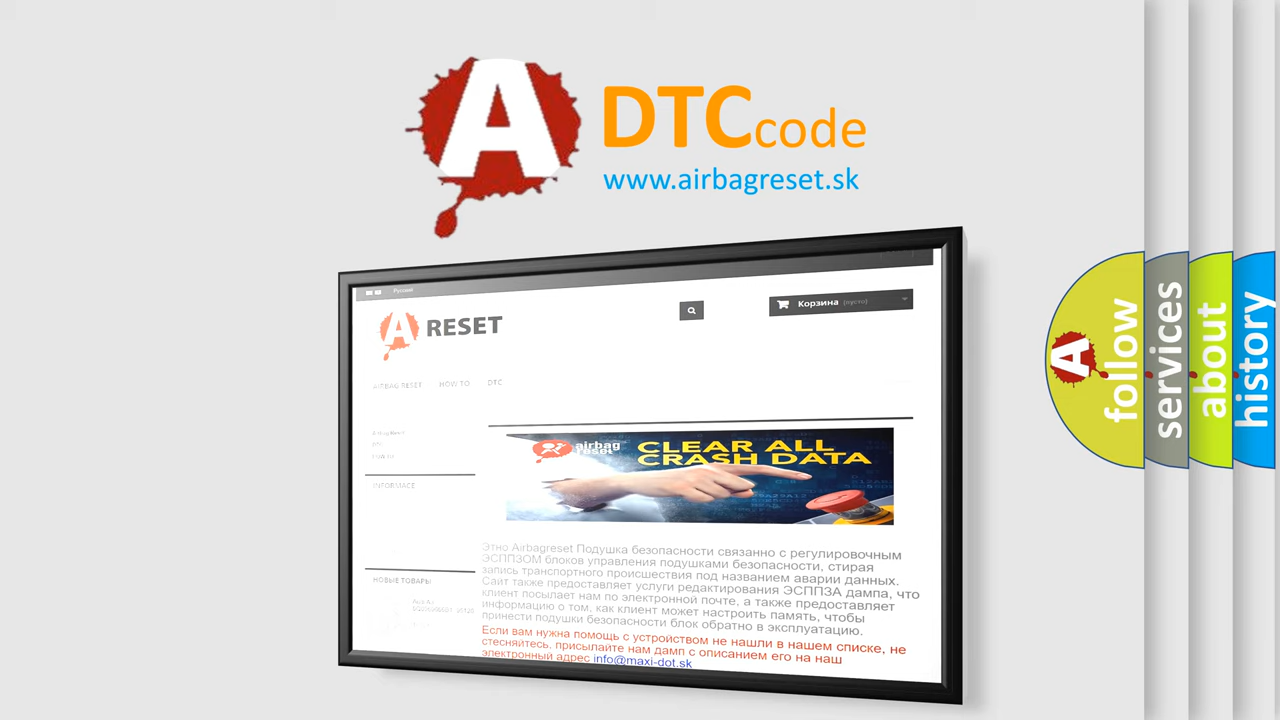 A DTCcode
www.airbagreset.sk
Русский
A RESET
Корзина (пусто)
AIRBAG RESET HOW TO DTC
INFORMACE
airbag
reset
CLEAR ALL
CRASH DATA
Этно Airbagreset Подушка безопасности связанно с регулировочным
ЭСППЗОМ блоков управления подушками безопасности, стирая
запись транспортного происшествия под названием аварии данных.
Сайт также предоставляет услуги редактирования ЭСППЗА дампа, что
клиент посылает нам по электронной почте, а также предоставляет
информацию о том, как клиент может настроить память, чтобы
принести подушки безопасности блок обратно в эксплуатацию.
Если вам нужна помощь с устройством не нашли в нашем списке, не
стесняйтесь, присылайте нам дамп с описанием его на наш
электронный адрес info@maxi-dot.sk
НОВЫЕ ТОВАРЫ
A follow
services
about
history